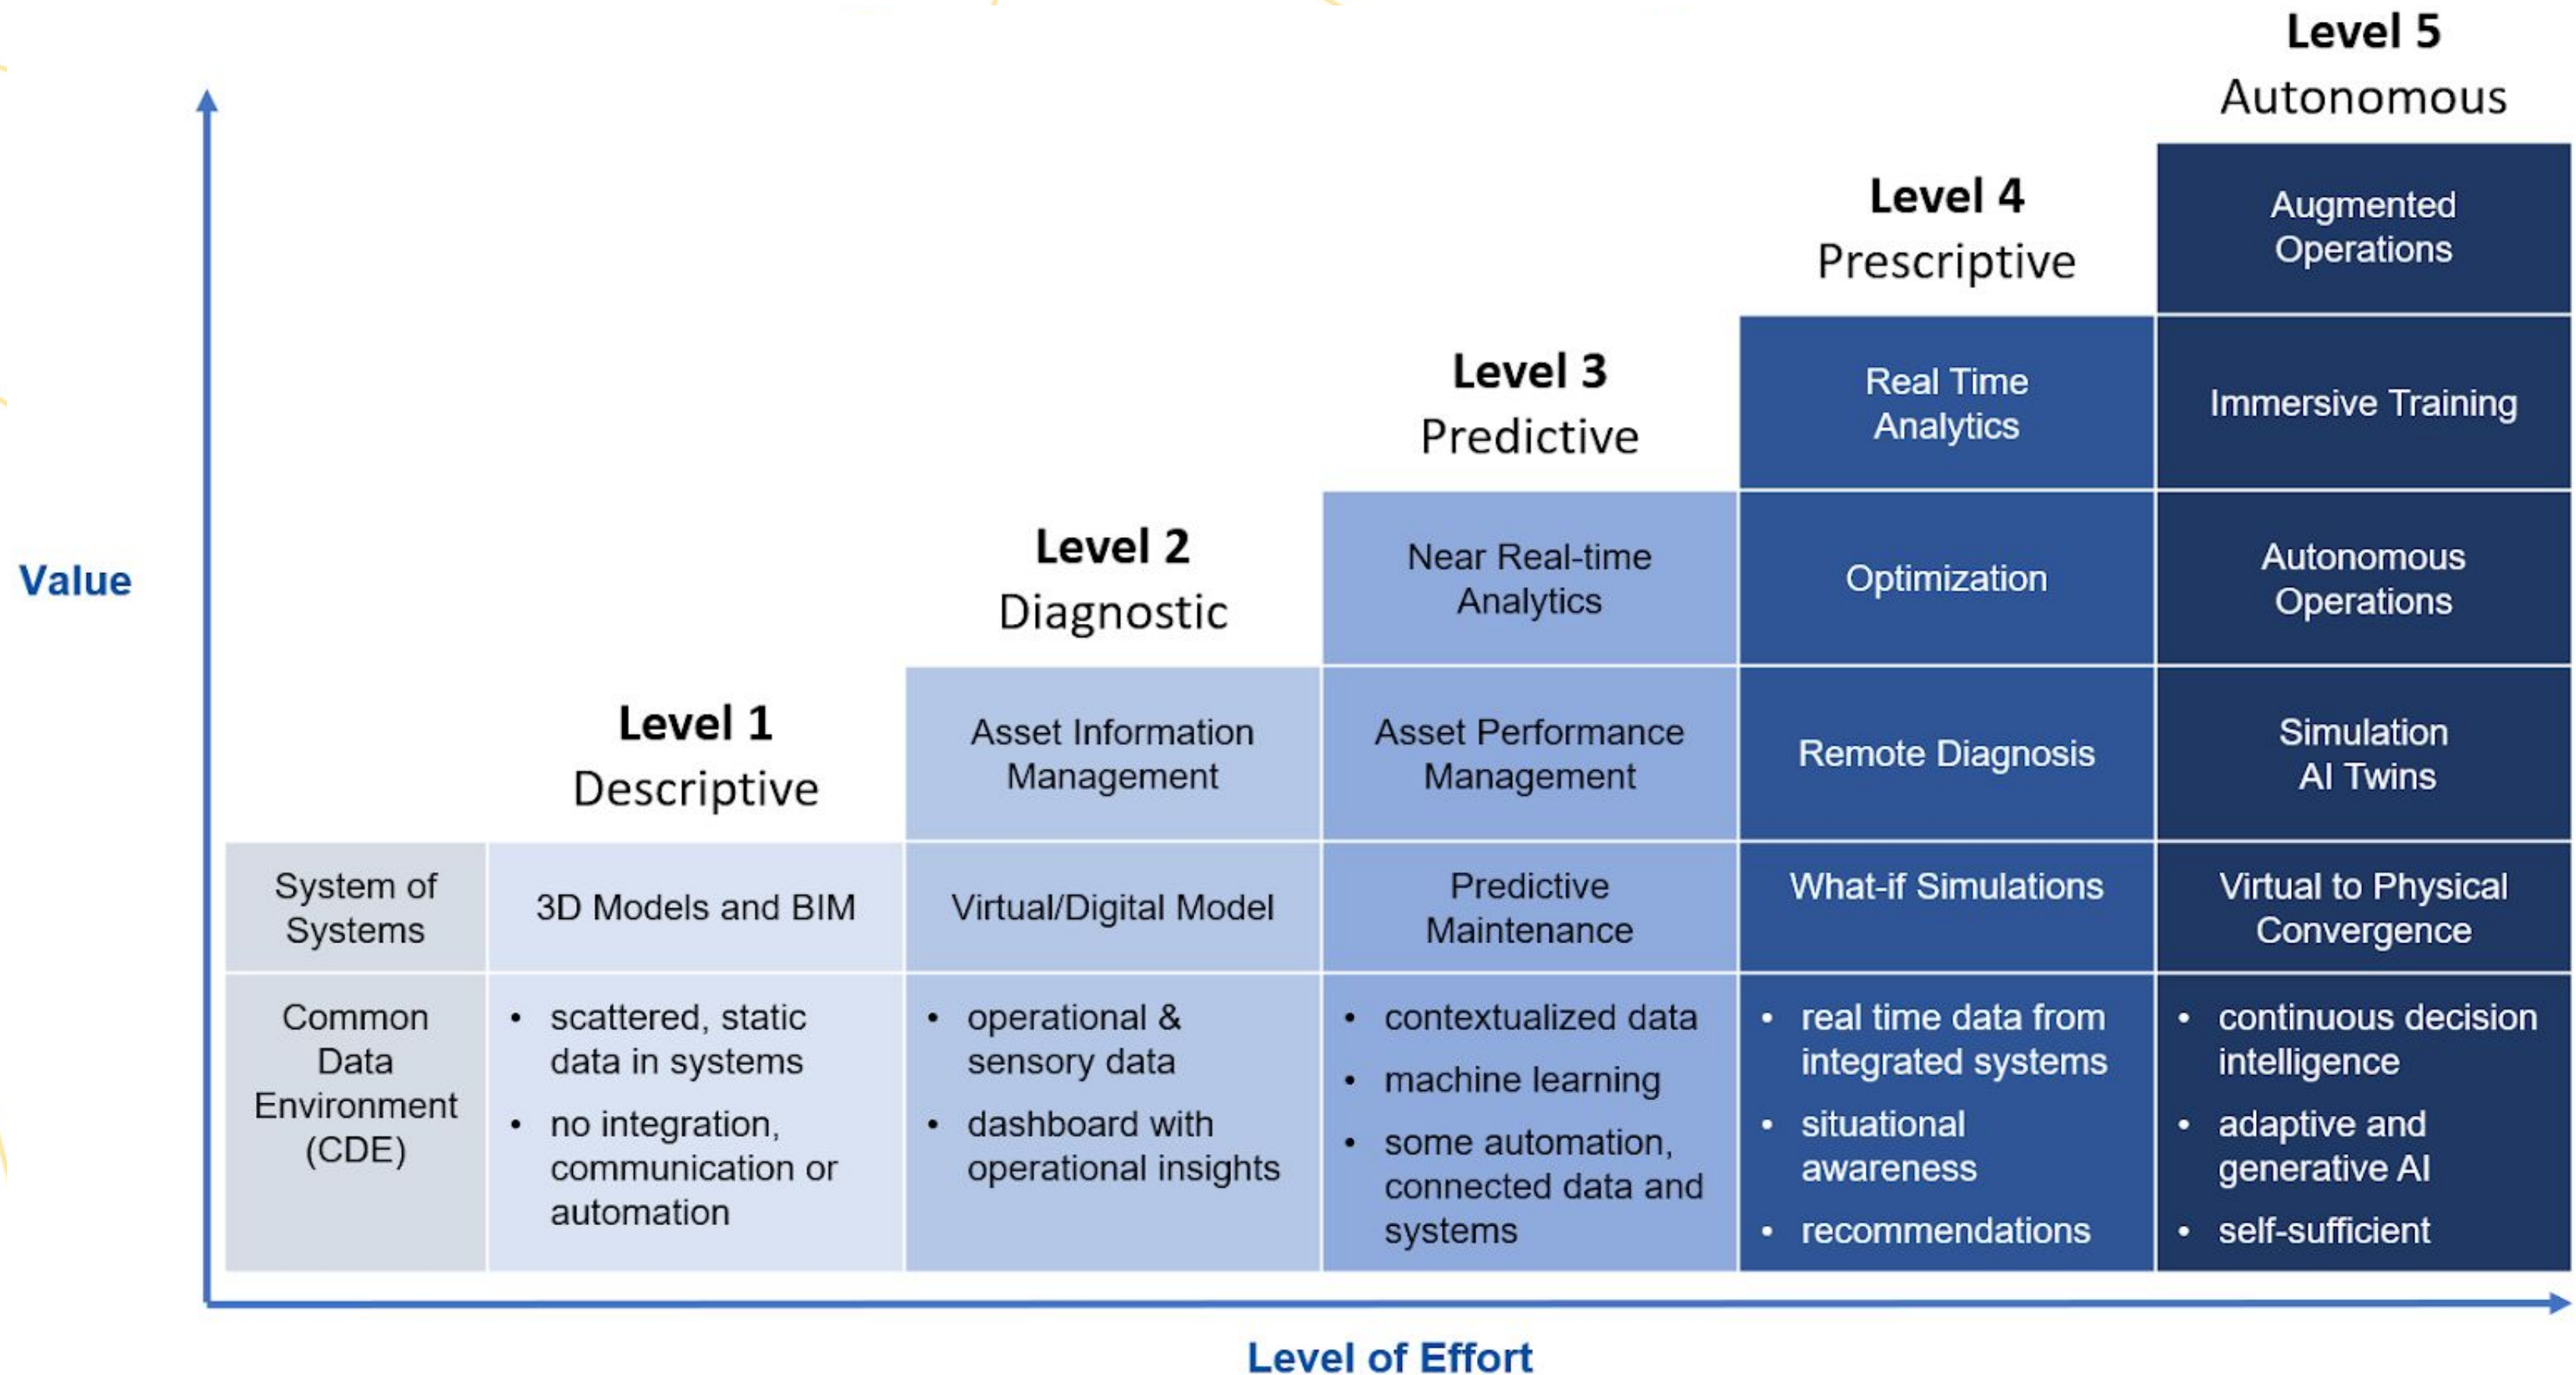 Level 5
Autonomous
Augmented
Operations
Level 4
Prescriptive
Real Time
Analytics
Immersive Training
Level 3
Predictive
Near Real-time
Analytics
Optimization
Autonomous
Operations
Value
Level 2
Diagnostic
Asset Information
Management
Asset Performance
Management
Remote Diagnosis
Simulation
AI Twins
Level 1
Descriptive
System of
Systems
3D Models and BIM
Virtual/Digital Model
Predictive
Maintenance
What-if Simulations
Virtual to Physical
Convergence
Common
Data
Environment
(CDE)
• scattered, static
data in systems
• no integration,
communication or
automation
• operational &
sensory data
• dashboard with
operational insights
• contextualized data
• machine learning
• some automation,
connected data and
systems
• real time data from
integrated systems
• situational
awareness
• recommendations
• continuous decision
intelligence
• adaptive and
generative AI
• self-sufficient
Level of Effort